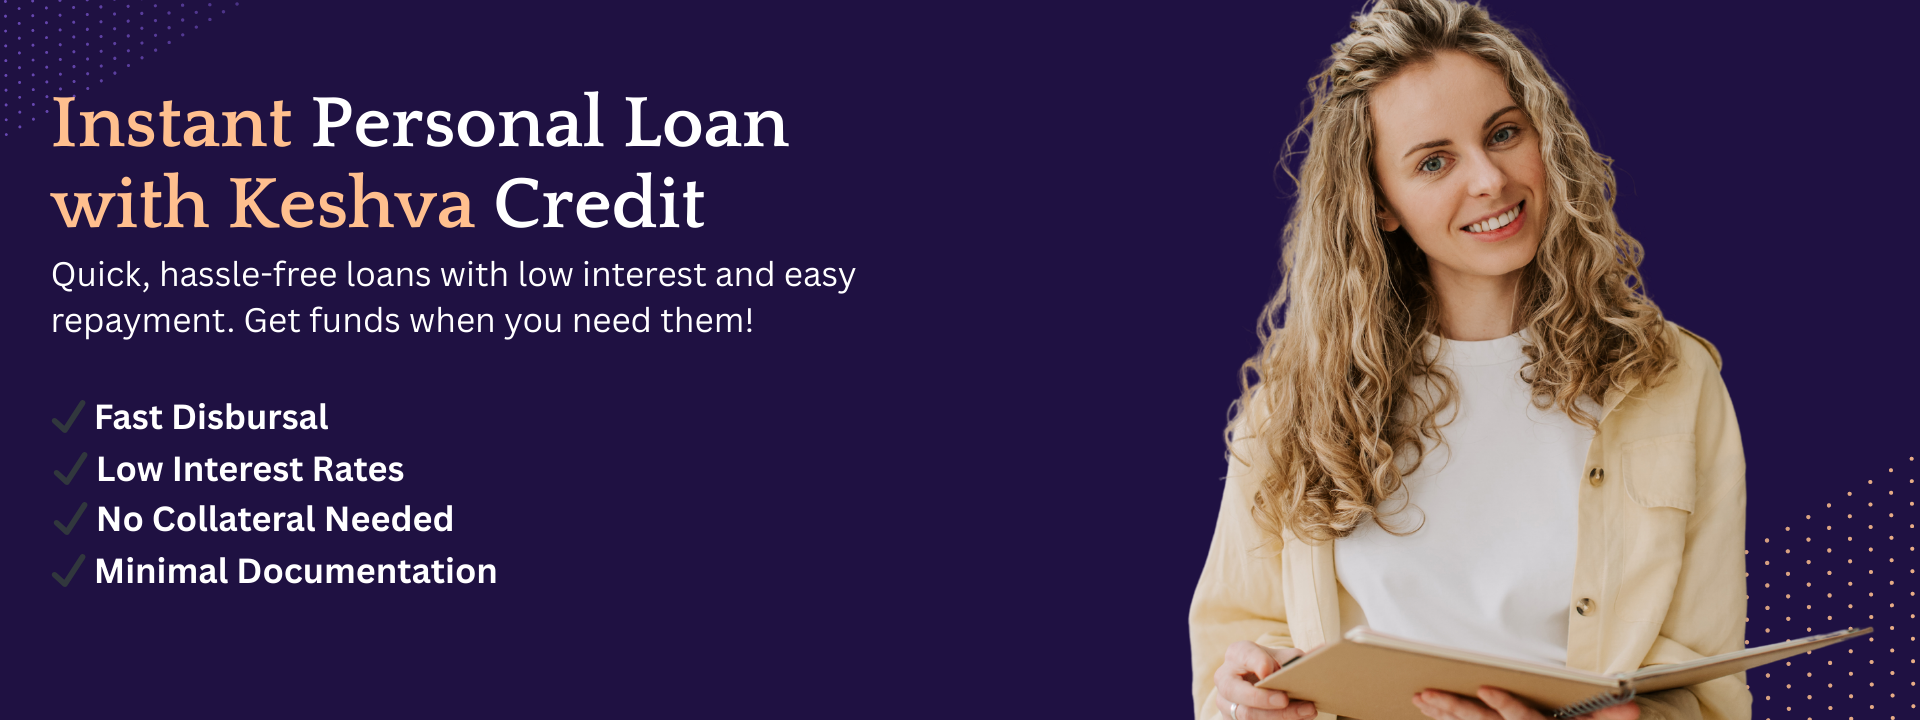 Instant Personal Loan
with Keshva Credit
Quick, hassle-free loans with low interest and easy
repayment. Get funds when you need them!
✔ Fast Disbursal
✔ Low Interest Rates
✔ No Collateral Needed
✔ Minimal Documentation